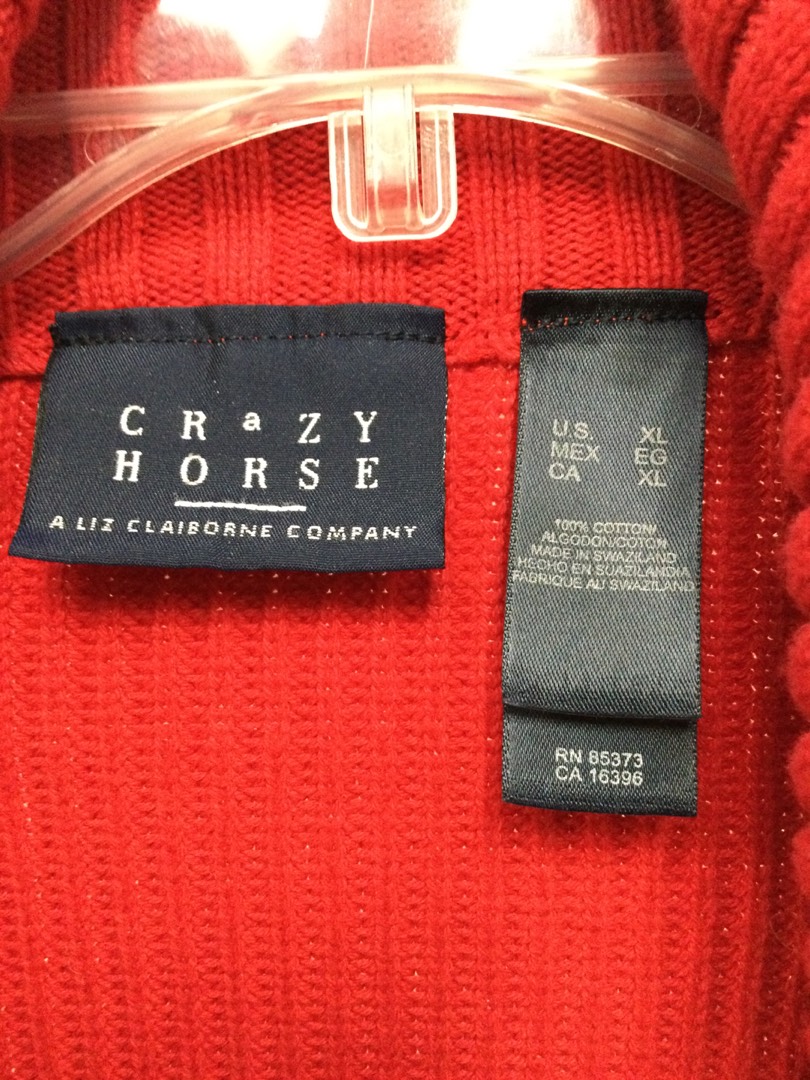 CRaZY
HORSE
A LIZ CLAIBORNE COMPANY
U.S. XL
MEX EG
CA XL
100% COTTON/
ALGODON/COTON
MADE IN SWAZILAND
HECHO EN SUAZILANDIA
FABRIQUE AU SWAZILAND
RN 85373
CA 16396